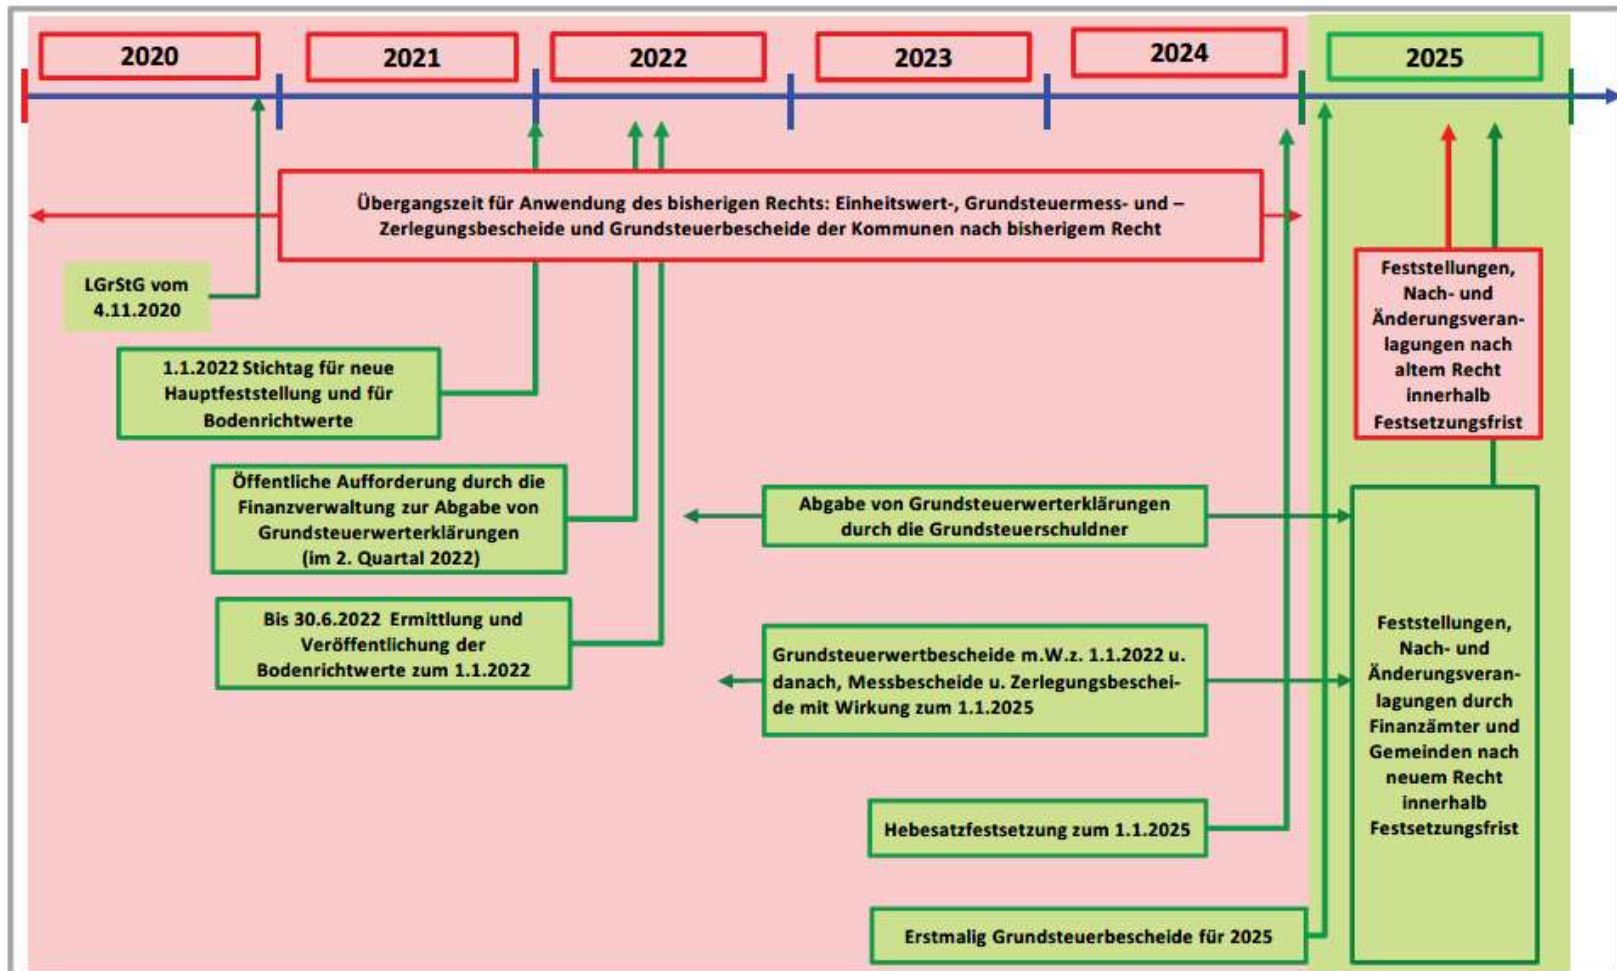 2020
2021
2022
2023
2024
2025
Übergangszeit für Anwendung des bisherigen Rechts: Einheitswert-, Grundsteuermess- und –
Zerlegungsbescheide und Grundsteuerbescheide der Kommunen nach bisherigem Recht
LGrStG vom
4.11.2020
1.1.2022 Stichtag für neue
Hauptfeststellung und für
Bodenrichtwerte
Öffentliche Aufforderung durch die
Finanzverwaltung zur Abgabe von
Grundsteuerwerterklärungen
(im 2. Quartal 2022)
Bis 30.6.2022 Ermittlung und
Veröffentlichung der
Bodenrichtwerte zum 1.1.2022
Abgabe von Grundsteuerwerterklärungen
durch die Grundsteuerschuldner
Grundsteuerwertbescheide m.W.z. 1.1.2022 u.
danach, Messbescheide u. Zerlegungsbeschei-
de mit Wirkung zum 1.1.2025
Hebesatzfestsetzung zum 1.1.2025
Erstmalig Grundsteuerbescheide für 2025
Feststellungen,
Nach- und
Änderungsveran-
lagungen nach
altem Recht
innerhalb
Festsetzungsfrist
Feststellungen,
Nach- und
Änderungsveran-
lagungen durch
Finanzämter und
Gemeinden nach
neuem Recht
innerhalb
Festsetzungsfrist